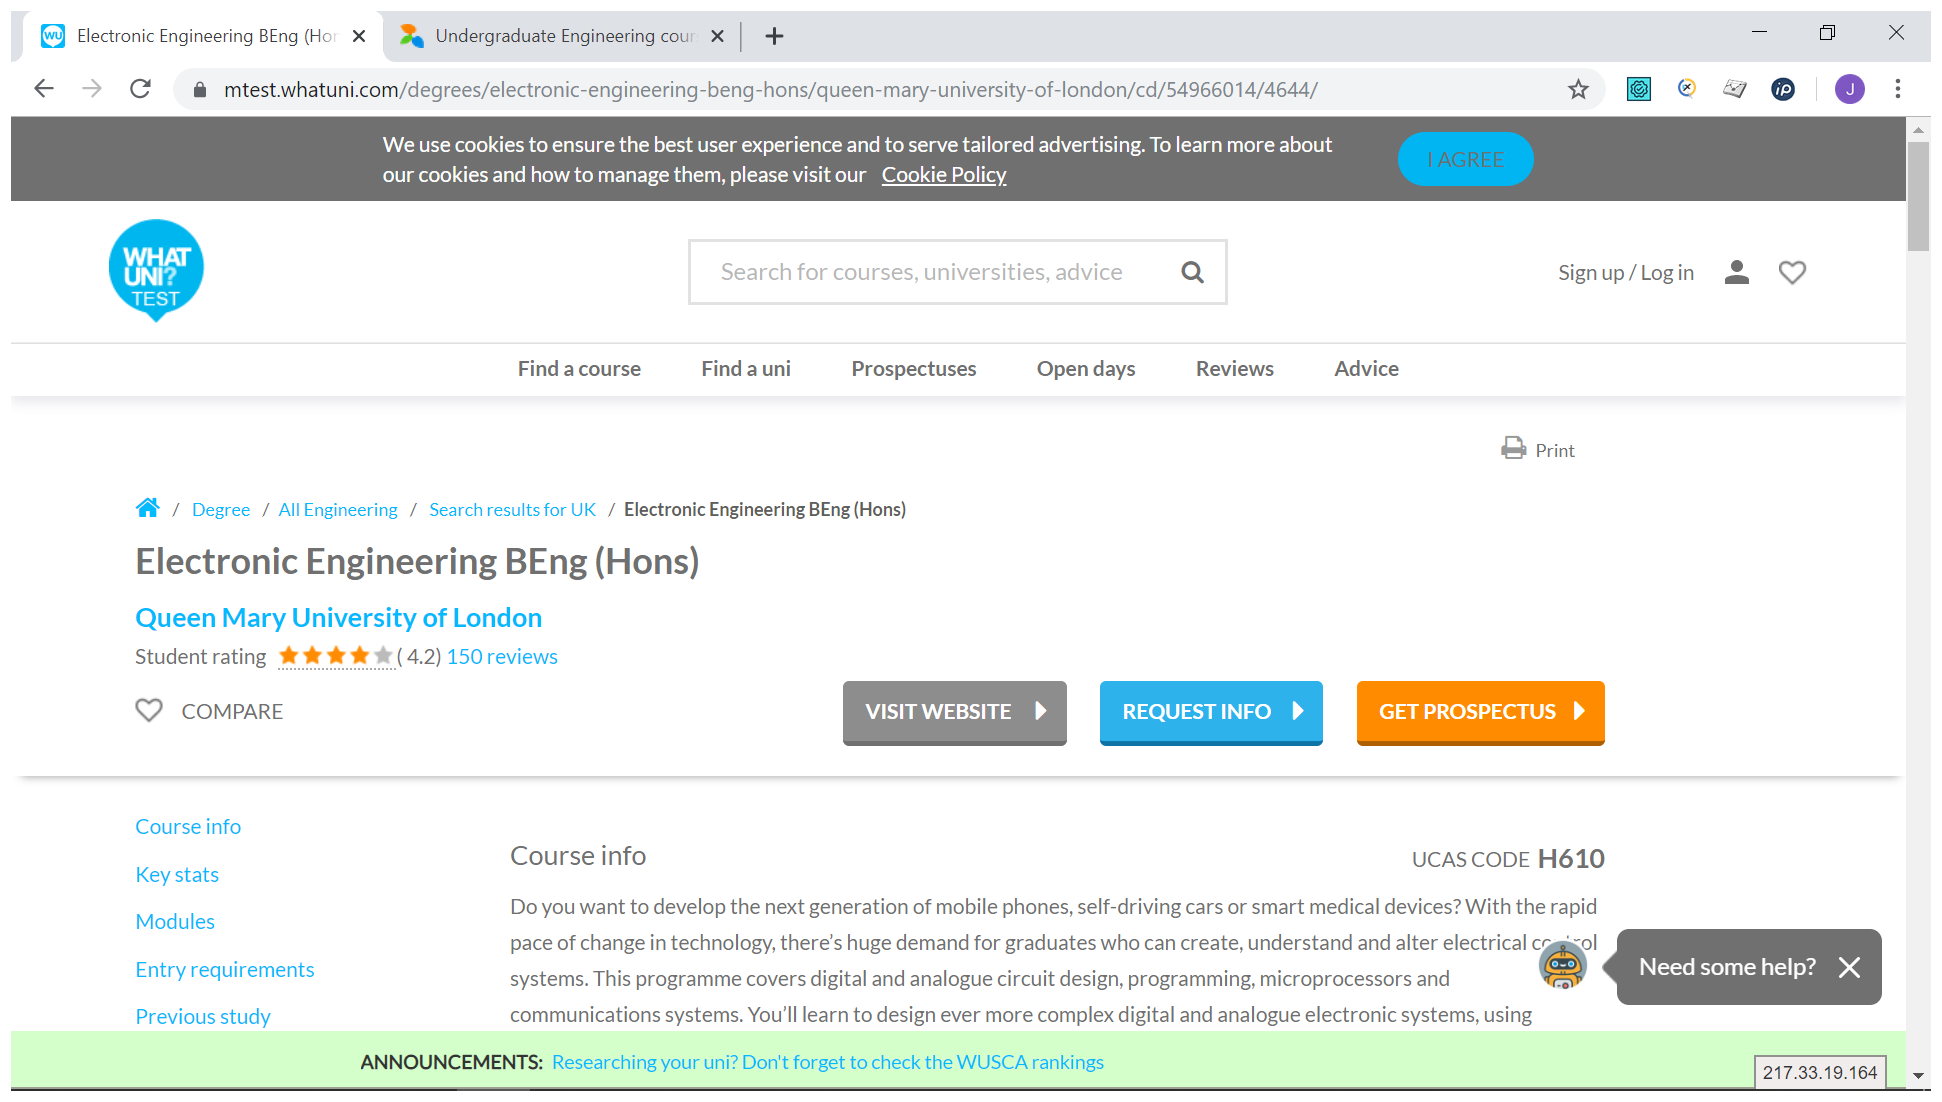 Electronic Engineering BEng (Hor
Undergraduate Engineering cour
mtest.whatuni.com/degrees/electronic-engineering-beng-hons/queen-mary-university-of-london/cd/54966014/4644/
J
We use cookies to ensure the best user experience and to serve tailored advertising. To learn more about
our cookies and how to manage them, please visit our Cookie Policy
I AGREE
WHAT
UNI?
TEST
Search for courses, universities, advice
Sign up / Log in
Find a course Find a uni Prospectuses Open days Reviews Advice
Print
/ Degree / All Engineering / Search results for UK / Electronic Engineering BEng (Hons)
Electronic Engineering BEng (Hons)
Queen Mary University of London
Student rating ( 4.2) 150 reviews
COMPARE
VISIT WEBSITE REQUEST INFO GET PROSPECTUS
Course info
Key stats
Modules
Entry requirements
Previous study
Course info
UCAS CODE H610
Do you want to develop the next generation of mobile phones, self-driving cars or smart medical devices? With the rapid
pace of change in technology, there's huge demand for graduates who can create, understand and alter electrical control
systems. This programme covers digital and analogue circuit design, programming, microprocessors and
communications systems. You'll learn to design ever more complex digital and analogue electronic systems, using
Need some help?
ANNOUNCEMENTS: Researching your uni? Don't forget to check the WUSCA rankings
217.33.19.164